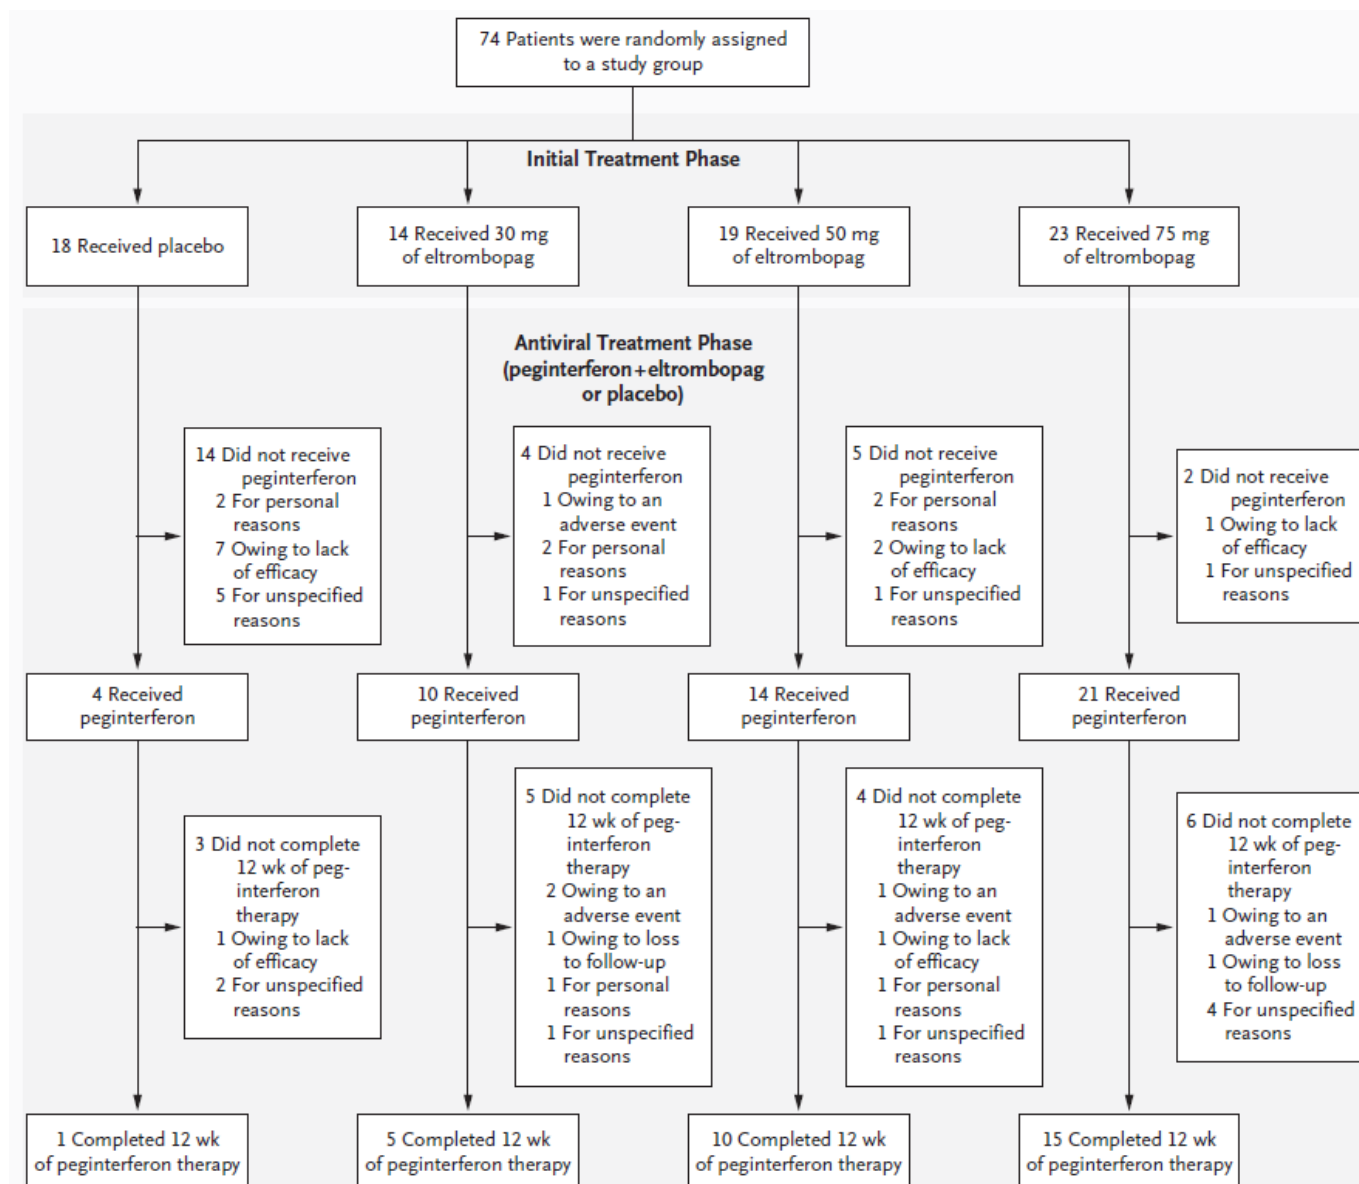 74 Patients were randomly assigned
to a study group
Initial Treatment Phase
18 Received placebo
14 Received 30 mg
of eltrombopag
19 Received 50 mg
of eltrombopag
23 Received 75 mg
of eltrombopag
Antiviral Treatment Phase
(peginterferon+eltrombopag
or placebo)
14 Did not receive
peginterferon
2 For personal
reasons
7 Owing to lack
of efficacy
5 For unspecified
reasons
4 Did not receive
peginterferon
1 Owing to an
adverse event
2 For personal
reasons
1 For unspecified
reasons
5 Did not receive
peginterferon
2 For personal
reasons
2 Owing to lack
of efficacy
1 For unspecified
reasons
2 Did not receive
peginterferon
1 Owing to lack
of efficacy
1 For unspecified
reasons
4 Received
peginterferon
10 Received
peginterferon
14 Received
peginterferon
21 Received
peginterferon
3 Did not complete
12 wk of peg-
interferon
therapy
1 Owing to lack
of efficacy
2 For unspecified
reasons
5 Did not complete
12 wk of peg-
interferon
therapy
2 Owing to an
adverse event
1 Owing to loss
to follow-up
1 For personal
reasons
1 For unspecified
reasons
4 Did not complete
12 wk of peg-
interferon
therapy
1 Owing to an
adverse event
1 Owing to lack
of efficacy
1 For personal
reasons
1 For unspecified
reasons
6 Did not complete
12 wk of peg-
interferon
therapy
1 Owing to an
adverse event
1 Owing to loss
to follow-up
4 For unspecified
reasons
1 Completed 12 wk
of peginterferon therapy
5 Completed 12 wk
of peginterferon therapy
10 Completed 12 wk
of peginterferon therapy
15 Completed 12 wk
of peginterferon therapy